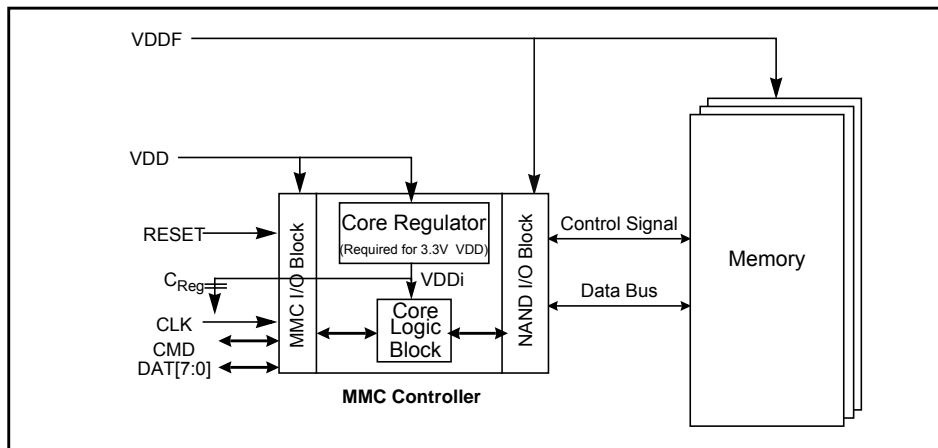 VDDF
VDD
Core Regulator
(Required for 3.3V VDD)
RESET
MMC I/O Block
NAND I/O Block
Control Signal
Memory
CReg
VDDi
Data Bus
CLK
Core
Logic
Block
CMD
DAT[7:0]
MMC Controller